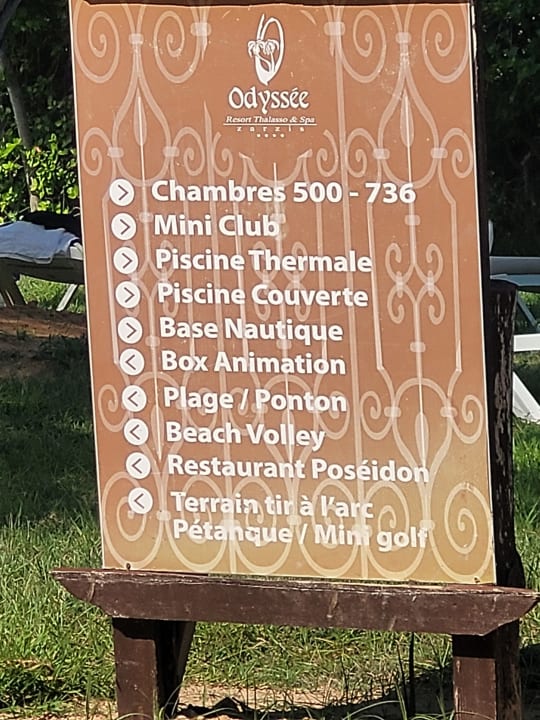 Odyssée
Resort Thalasso & Spa
zarzis
Chambres 500 - 736
Mini Club
Piscine Thermale
Piscine Couverte
Base Nautique
Box Animation
Plage / Ponton
Beach Volley
Restaurant Poséidon
Terrain tir à l'arc
Pétanque / Mini golf